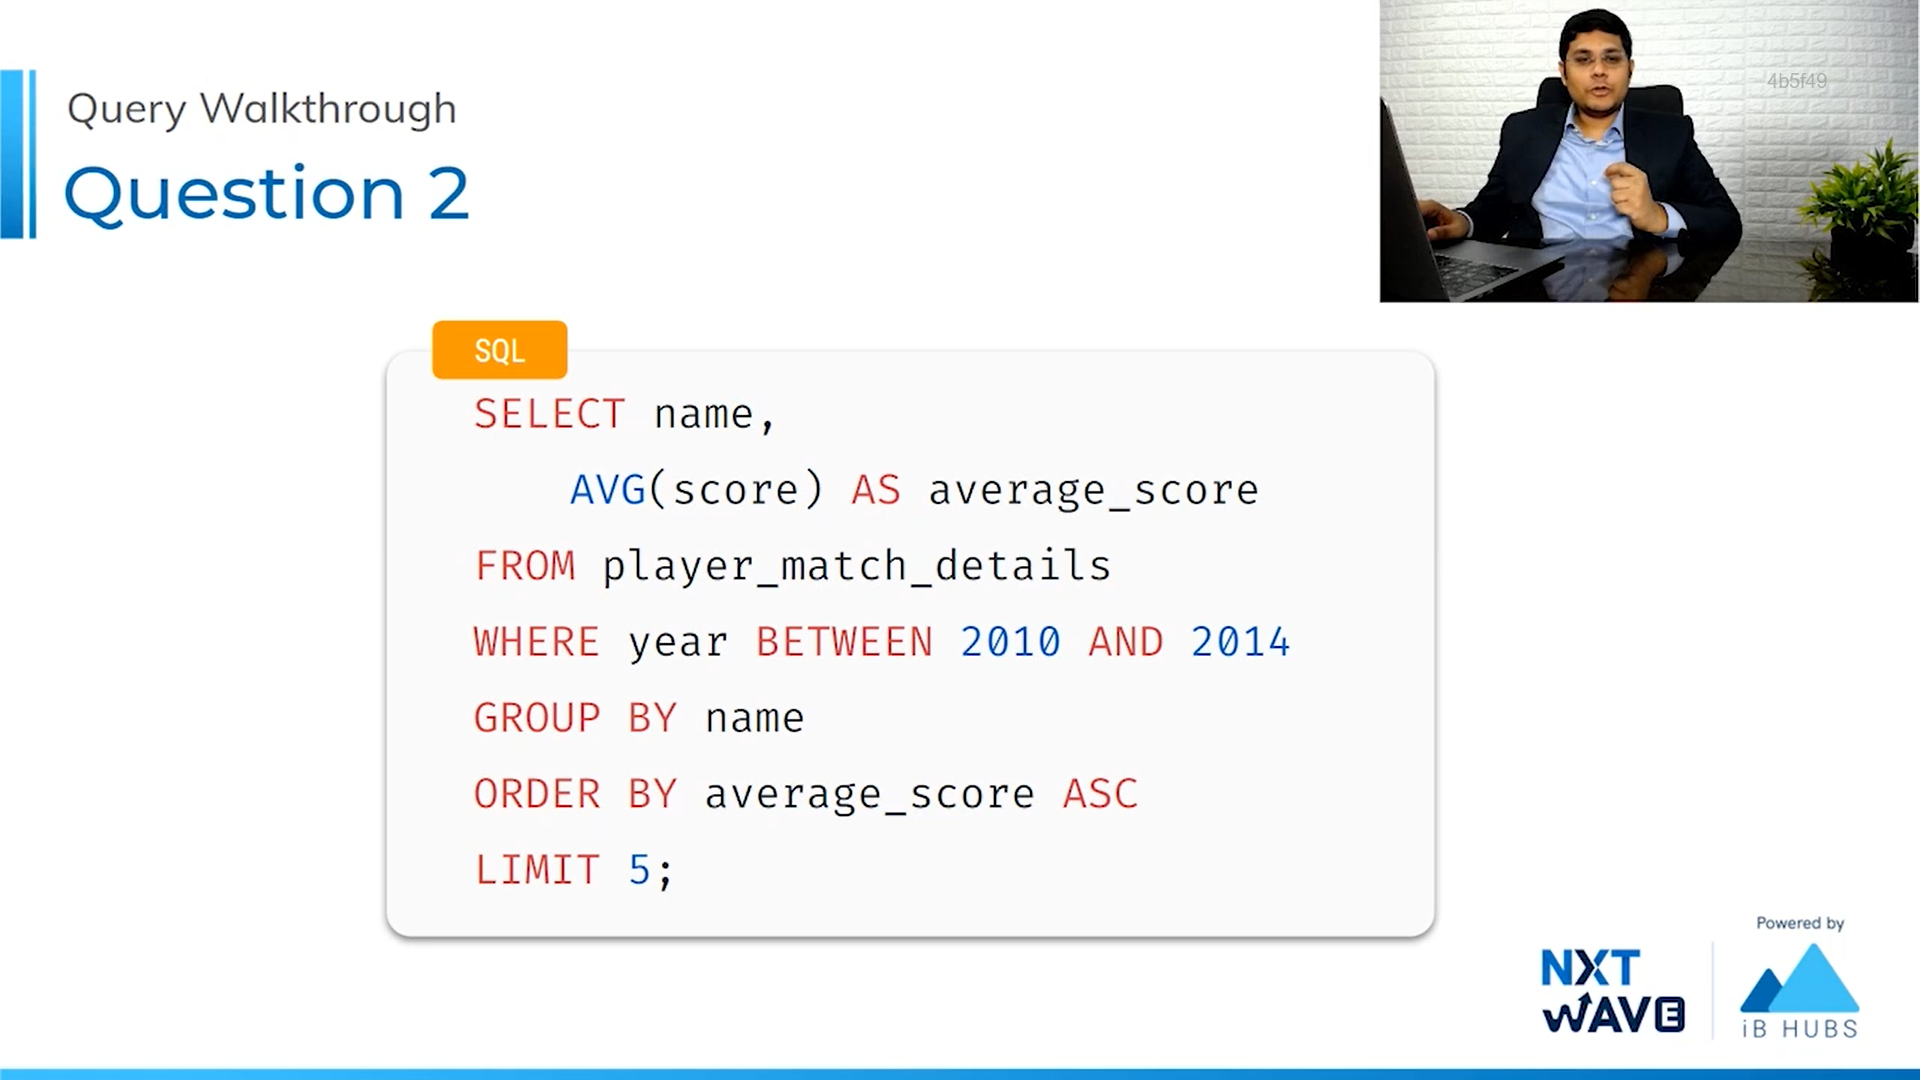 Query Walkthrough
Question 2
4b5f49
SQL
SELECT name,
AVG(score) AS average_score
FROM player_match_details
WHERE year BETWEEN 2010 AND 2014
GROUP BY name
ORDER BY average_score ASC
LIMIT 5;
Powered by
NXT
WAVE
iB HUBS